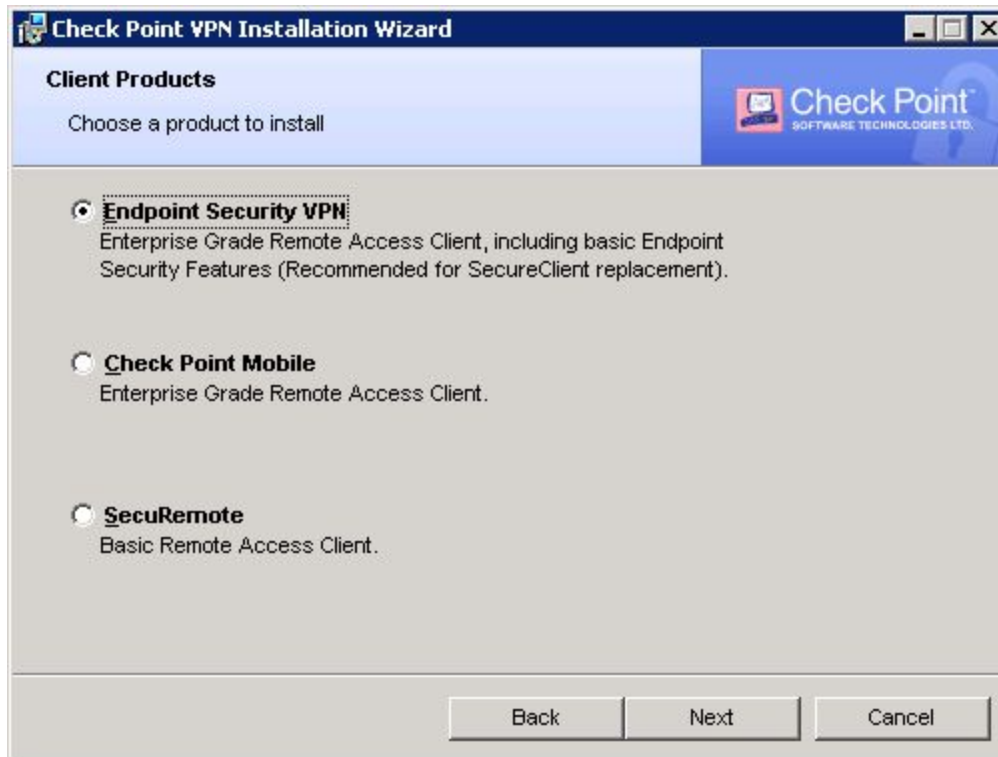 Check Point VPN Installation Wizard
Client Products
Choose a product to install
Check Point™
SOFTWARE TECHNOLOGIES LTD.
Endpoint Security VPN
Enterprise Grade Remote Access Client, including basic Endpoint
Security Features (Recommended for SecureClient replacement).
Check Point Mobile
Enterprise Grade Remote Access Client.
SecuRemote
Basic Remote Access Client.
Back
Next
Cancel